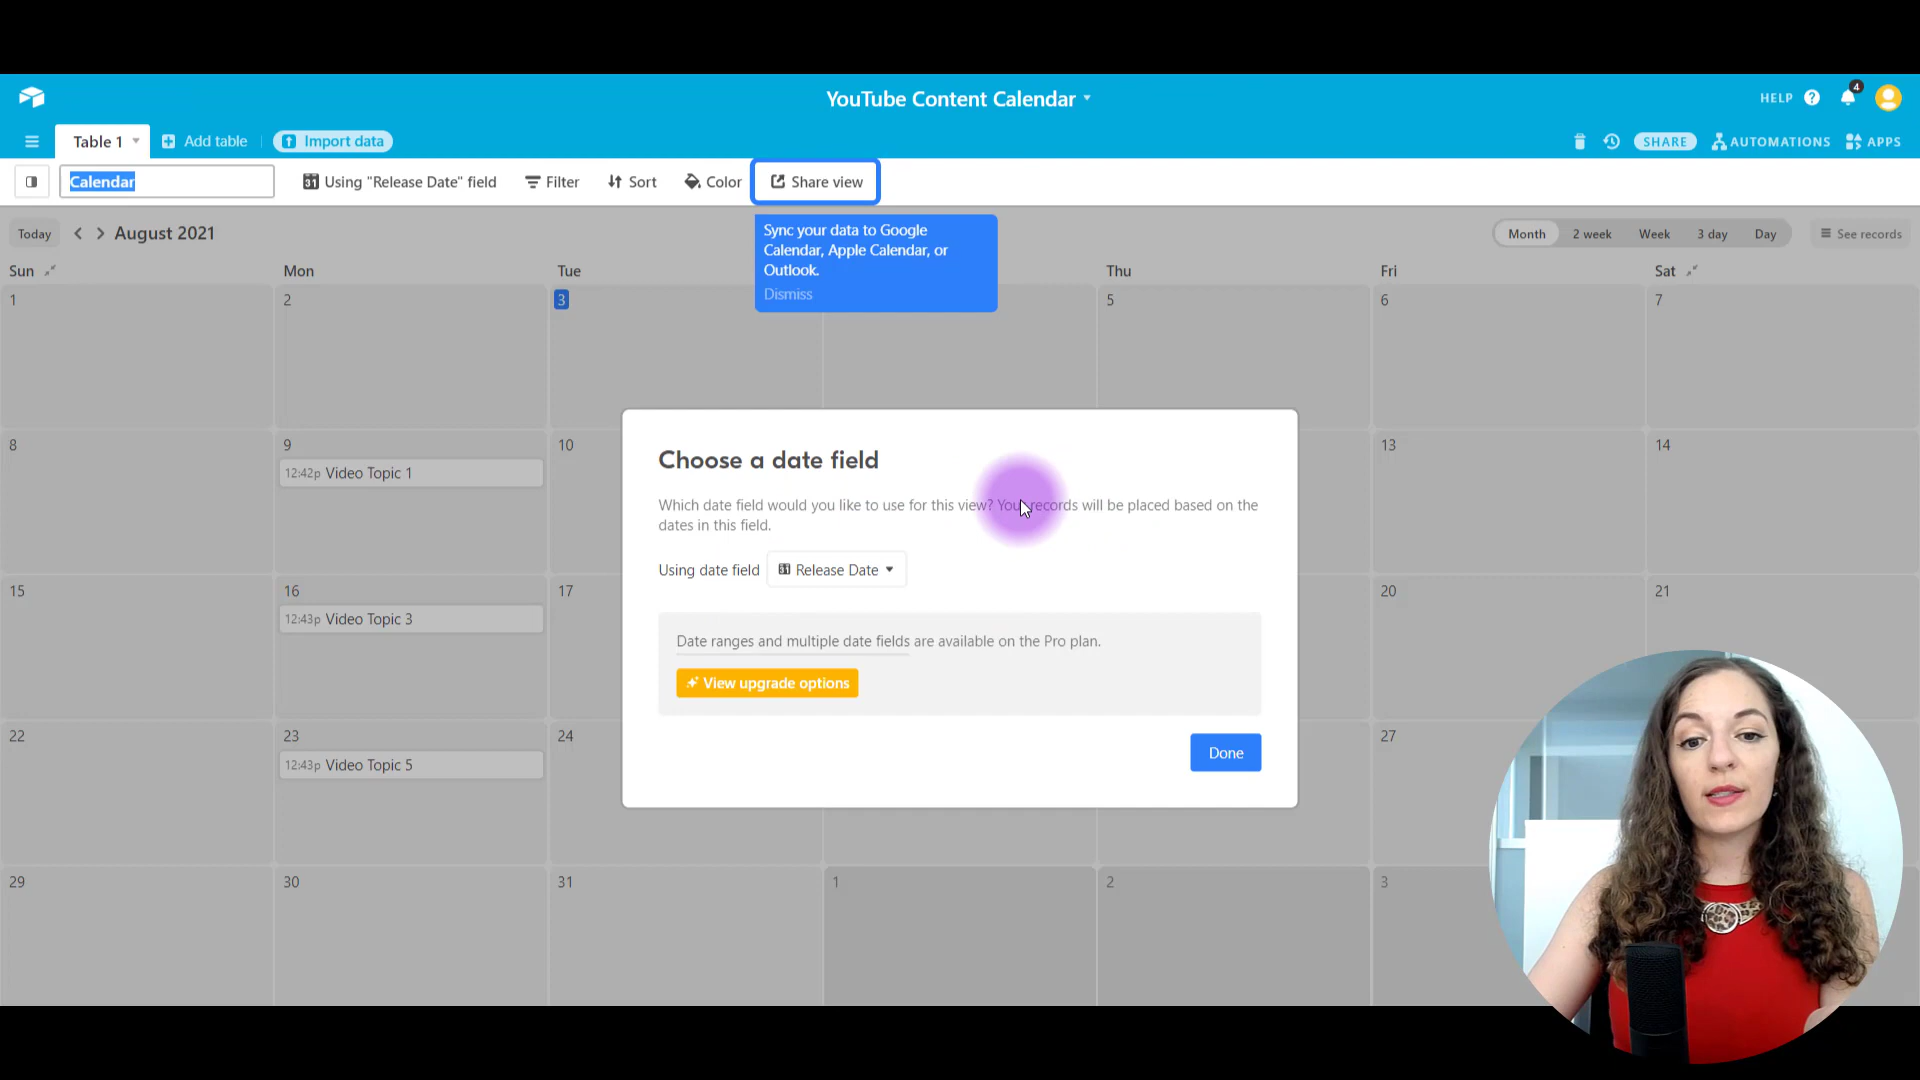 YouTube Content Calendar
HELP
4
Table 1
Add table
Import data
SHARE
AUTOMATIONS
APPS
Calendar
31 Using "Release Date" field
Filter
Sort
Color
Share view
Sync your data to Google
Calendar, Apple Calendar, or
Outlook.
Dismiss
Today
August 2021
Month
2 week
Week
3 day
Day
See records
Sun
Mon
Tue
Thu
Fri
Sat
1
2
3
5
6
7
8
9
10
13
14
12:42p Video Topic 1
Choose a date field
Which date field would you like to use for this view? Your records will be placed based on the
dates in this field.
Using date field
31 Release Date
Date ranges and multiple date fields are available on the Pro plan.
View upgrade options
Done
15
16
17
20
21
12:43p Video Topic 3
22
23
24
27
12:43p Video Topic 5
29
30
31
1
2
3